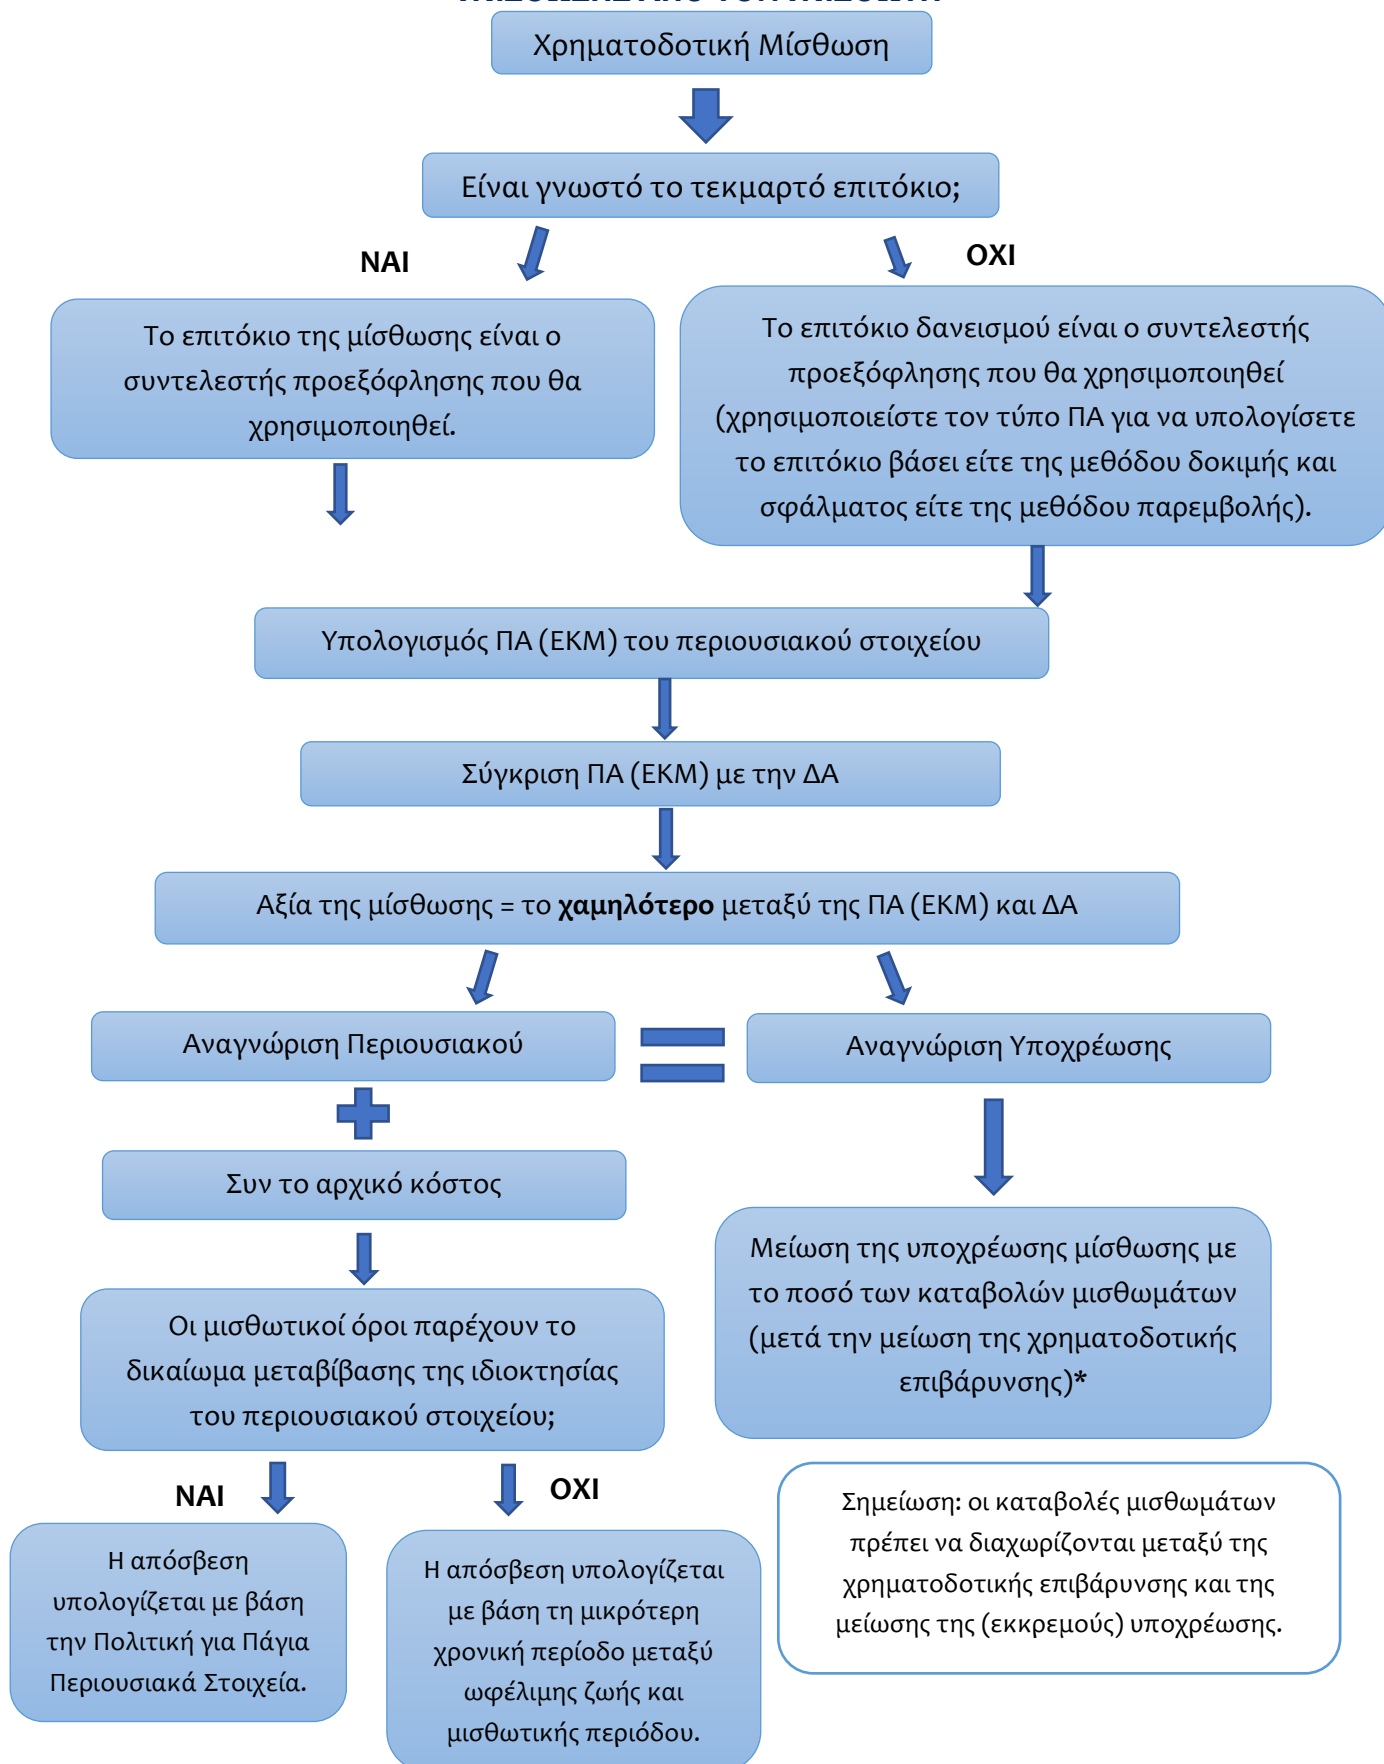 Χρηματοδοτική Μίσθωση
Είναι γνωστό το τεκμαρτό επιτόκιο;
ΝΑΙ
ΟΧΙ
Το επιτόκιο της μίσθωσης είναι ο
συντελεστής προεξόφλησης που θα
χρησιμοποιηθεί.
Το επιτόκιο δανεισμού είναι ο συντελεστής
προεξόφλησης που θα χρησιμοποιηθεί
(χρησιμοποιείστε τον τύπο ΠΑ για να υπολογίσετε
το επιτόκιο βάσει είτε της μεθόδου δοκιμής και
σφάλματος είτε της μεθόδου παρεμβολής).
Υπολογισμός ΠΑ (ΕΚΜ) του περιουσιακού στοιχείου
Σύγκριση ΠΑ (ΕΚΜ) με την ΔΑ
Αξία της μίσθωσης = το χαμηλότερο μεταξύ της ΠΑ (ΕΚΜ) και ΔΑ
Αναγνώριση Περιουσιακού
Αναγνώριση Υποχρέωσης
Συν το αρχικό κόστος
Μείωση της υποχρέωσης μίσθωσης με
το ποσό των καταβολών μισθωμάτων
(μετά την μείωση της χρηματοδοτικής
επιβάρυνσης)*
Οι μισθωτικοί όροι παρέχουν το
δικαίωμα μεταβίβασης της ιδιοκτησίας
του περιουσιακού στοιχείου;
ΝΑΙ
ΟΧΙ
Σημείωση: οι καταβολές μισθωμάτων
πρέπει να διαχωρίζονται μεταξύ της
χρηματοδοτικής επιβάρυνσης και της
μείωσης της (εκκρεμούς) υποχρέωσης.
Η απόσβεση
υπολογίζεται με βάση
την Πολιτική για Πάγια
Περιουσιακά Στοιχεία.
Η απόσβεση υπολογίζεται
με βάση τη μικρότερη
χρονική περίοδο μεταξύ
ωφέλιμης ζωής και
μισθωτικής περιόδου.